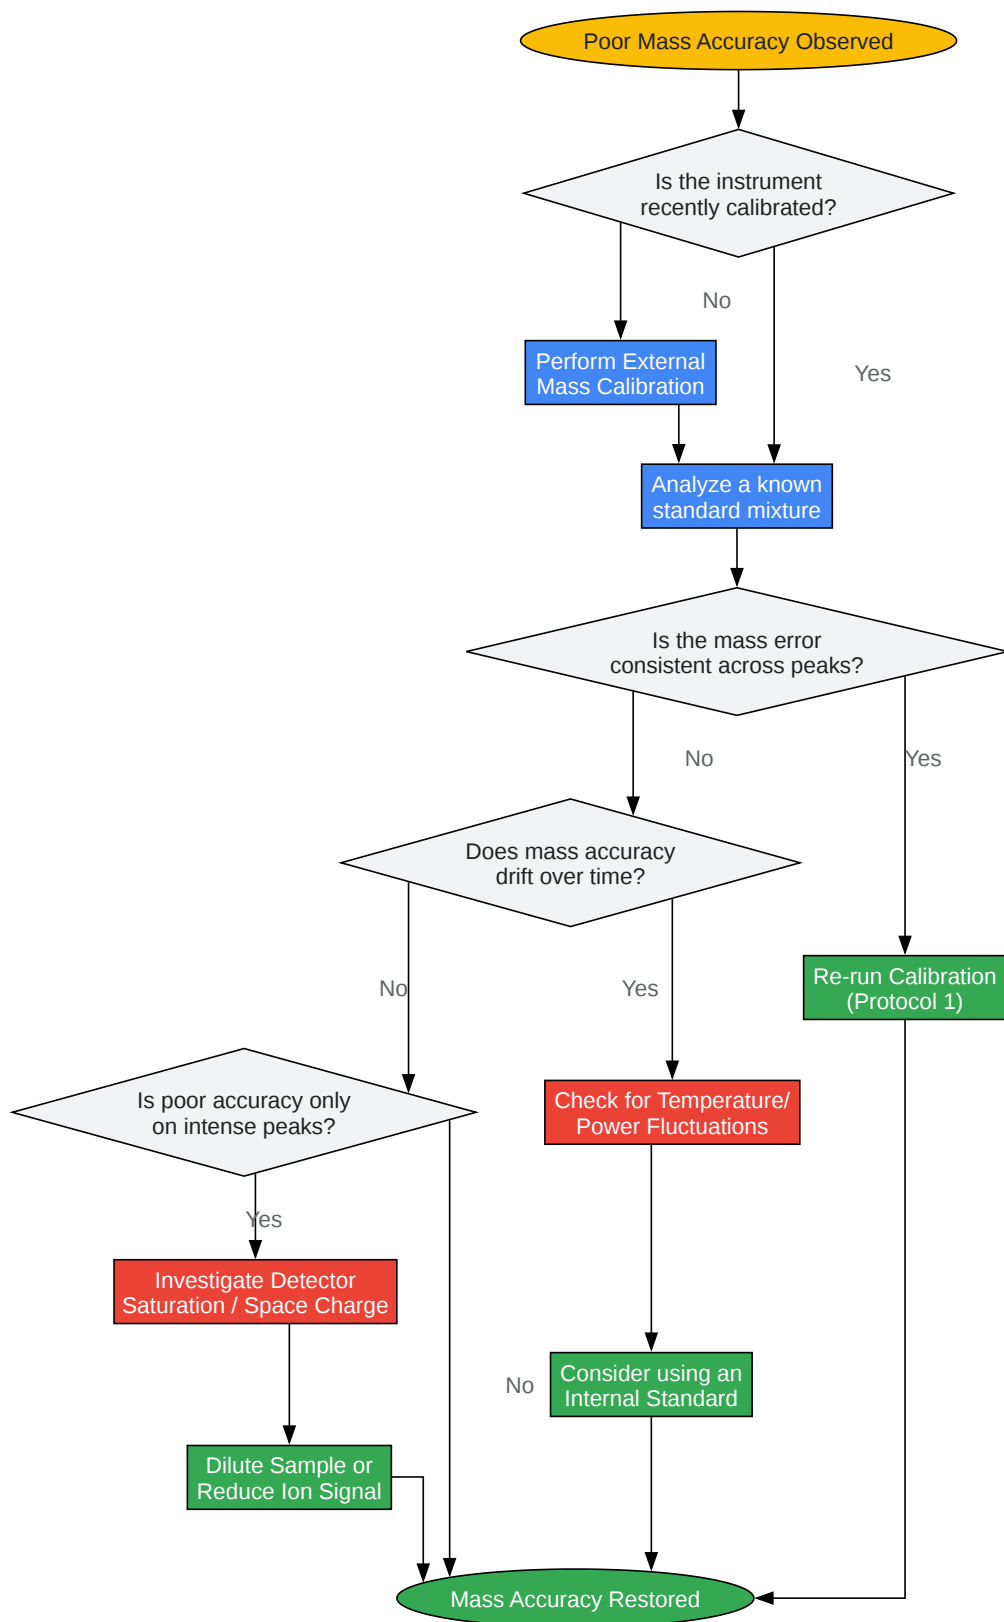 Poor Mass Accuracy Observed
Is the instrument
recently calibrated?
No
Perform External
Mass Calibration
Yes
Analyze a known
standard mixture
Is the mass error
consistent across peaks?
No
Yes
Does mass accuracy
drift over time?
No
Yes
Re-run Calibration
(Protocol 1)
Is poor accuracy only
on intense peaks?
Check for Temperature/
Power Fluctuations
Yes
Investigate Detector
Saturation / Space Charge
No
Consider using an
Internal Standard
Dilute Sample or
Reduce Ion Signal
Mass Accuracy Restored